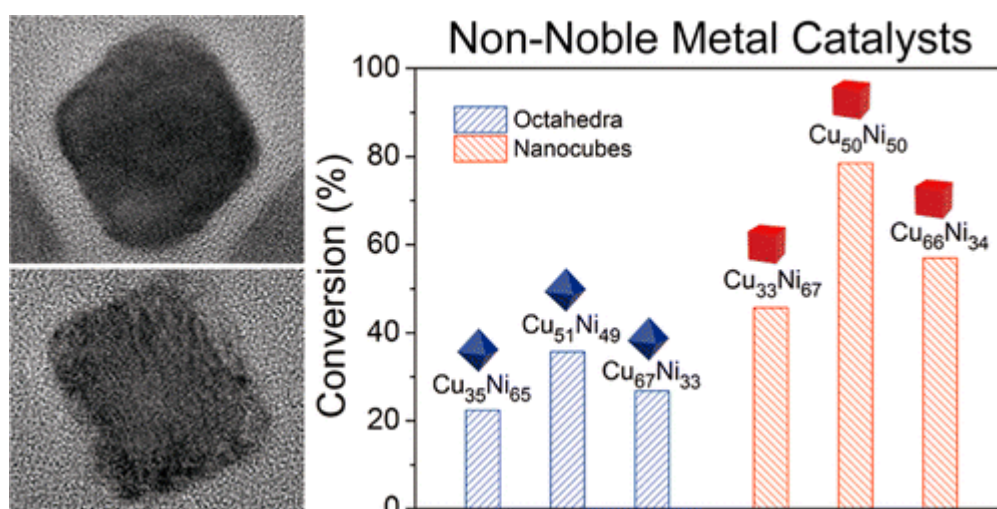 Non-Noble Metal Catalysts
100
80
60
40
20
0
Conversion (%)
Octahedra
Nanocubes
Cu₃₅Ni₆₅
Cu₅₁Ni₄₉
Cu₆₇Ni₃₃
Cu₃₃Ni₆₇
Cu₅₀Ni₅₀
Cu₆₆Ni₃₄